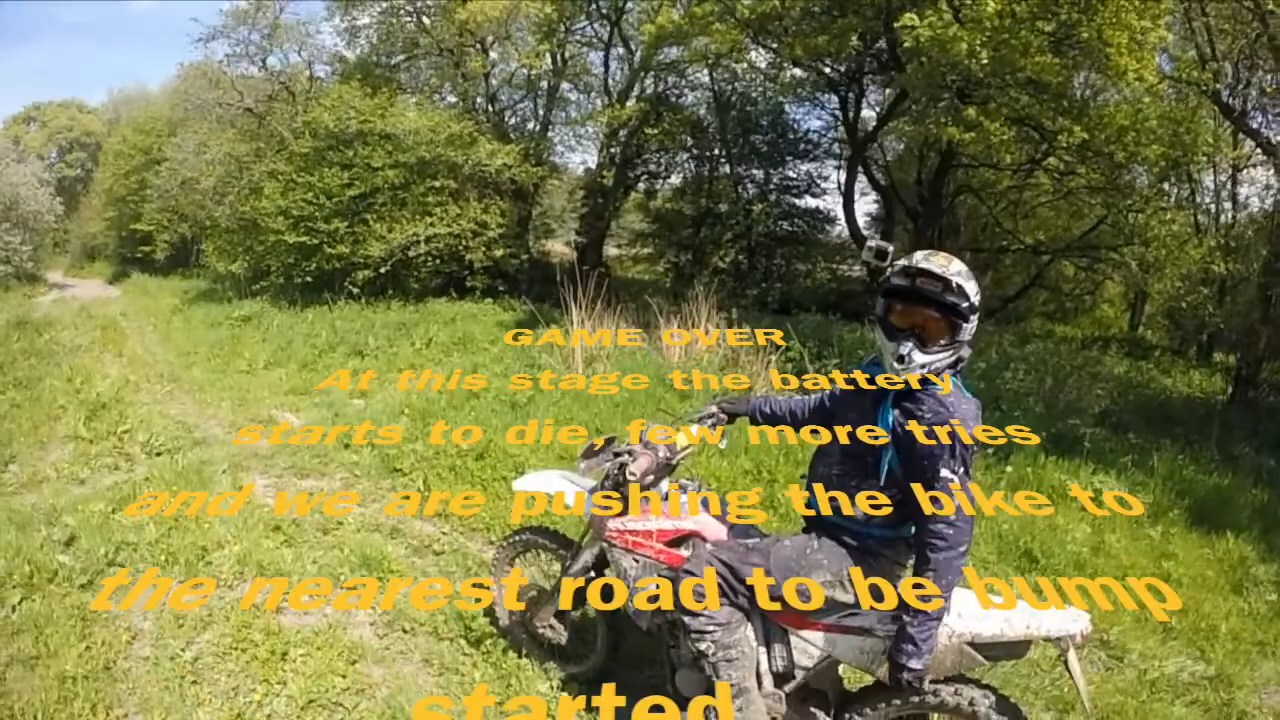 GAME OVER
At this stage the battery
starts to die, few more tries
and we are pushing the bike to
the nearest road to be bump
started